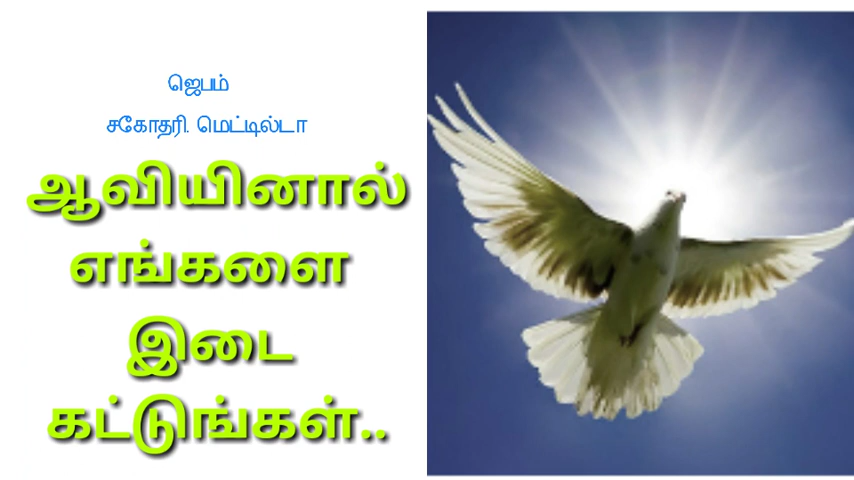 ஜெபம்
சகோதரி. மெட்டில்டா
ஆவியினால்
எங்களை
இடை
கட்டுங்கள்..